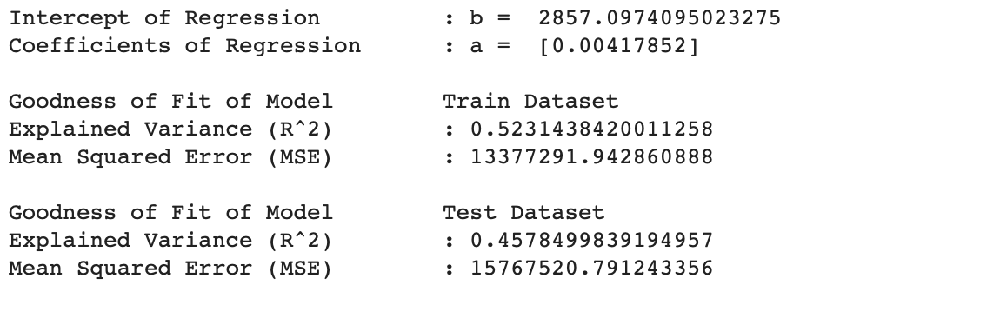 Intercept of Regression : b = 2857.0974095023275
Coefficients of Regression : a = [0.00417852]
Goodness of Fit of Model Train Dataset
Explained Variance (R^2) : 0.5231438420011258
Mean Squared Error (MSE) : 13377291.942860888
Goodness of Fit of Model Test Dataset
Explained Variance (R^2) : 0.4578499839194957
Mean Squared Error (MSE) : 15767520.791243356